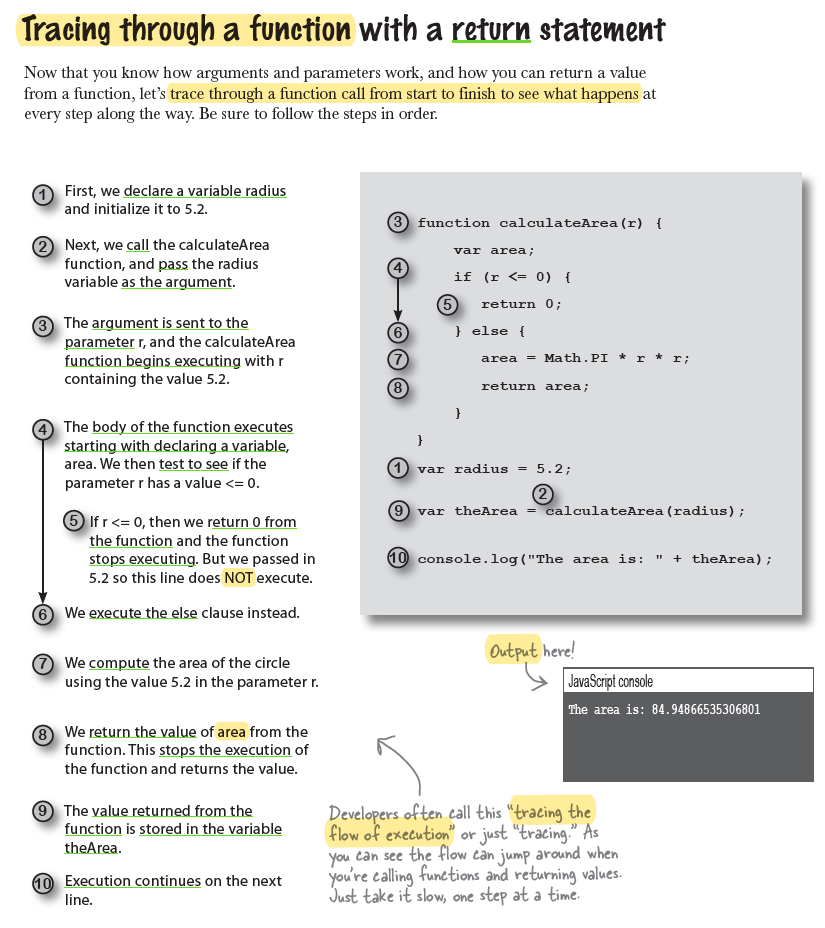 Tracing through a function with a return statement
Now that you know how arguments and parameters work, and how you can return a value
from a function, let's trace through a function call from start to finish to see what happens at
every step along the way. Be sure to follow the steps in order.
1 First, we declare a variable radius
and initialize it to 5.2.
2 Next, we call the calculateArea
function, and pass the radius
variable as the argument.
3 The argument is sent to the
parameter r, and the calculateArea
function begins executing with r
containing the value 5.2.
4 The body of the function executes
starting with declaring a variable,
area. We then test to see if the
parameter r has a value <= 0.
5 If r <= 0, then we return 0 from
the function and the function
stops executing. But we passed in
5.2 so this line does NOT execute.
6 We execute the else clause instead.
7 We compute the area of the circle
using the value 5.2 in the parameter r.
8 We return the value of area from the
function. This stops the execution of
the function and returns the value.
9 The value returned from the
function is stored in the variable
theArea.
10 Execution continues on the next
line.
3 function calculateArea(r) {
var area;
4 if (r <= 0) {
5 return 0;
6 } else {
7 area = Math.PI * r * r;
8 return area;
}
}
1 var radius = 5.2;
2
9 var theArea = calculateArea(radius);
10 console.log("The area is: " + theArea);
Output here!
JavaScript console
The area is: 84.94866535306801
Developers often call this "tracing the
flow of execution" or just "tracing." As
you can see the flow can jump around when
you're calling functions and returning values.
Just take it slow, one step at a time.